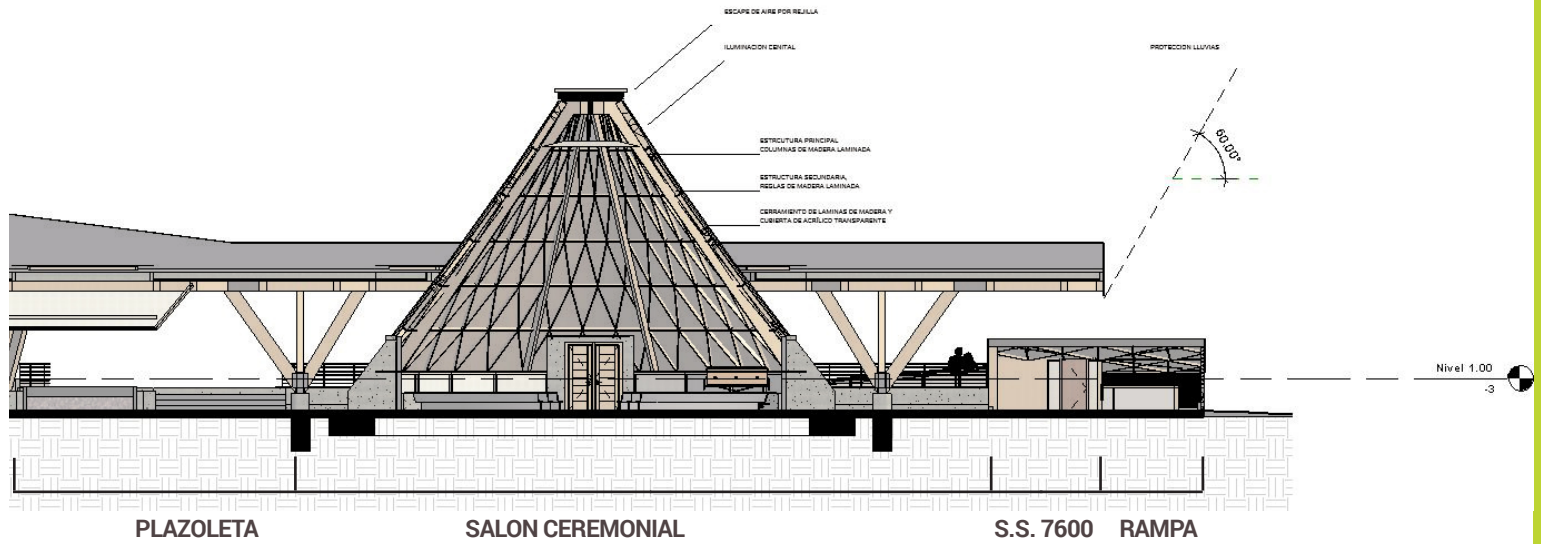 ESCAPE DE AIRE POR REJILLA
ILUMINACION CENITAL
PROTECCION LLUVIAS
60.00°
ESTRCUTURA PRINCIPAL
COLUMNAS DE MADERA LAMINADA
ESTRUCTURA SECUNDARIA,
REGLAS DE MADERA LAMINADA
CERRAMIENTO DE LAMINAS DE MADERA Y
CUBIERTA DE ACRÍLICO TRANSPARENTE
Nivel 1.00
-3
PLAZOLETA
SALON CEREMONIAL
S.S. 7600
RAMPA